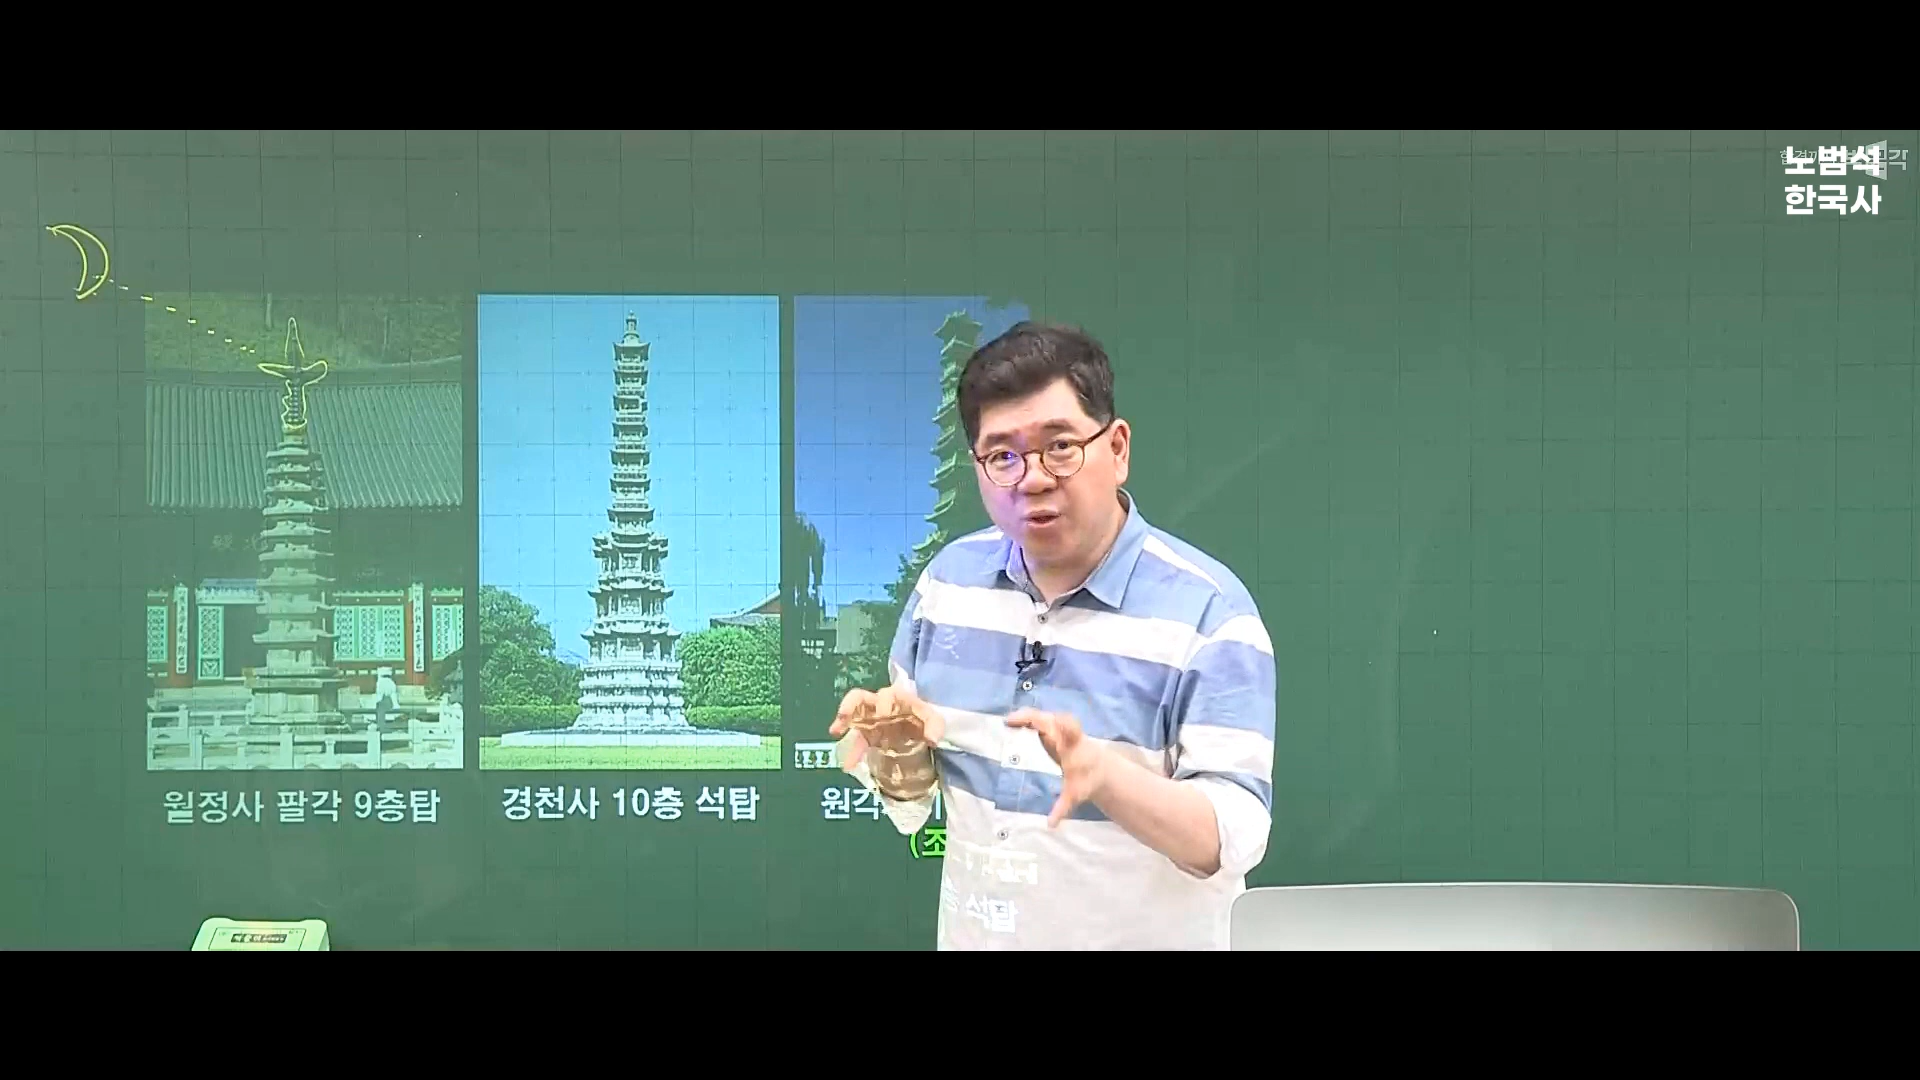 노범석
한국사
월정사 팔각 9층탑
경천사 10층 석탑
원각
(조
석탑